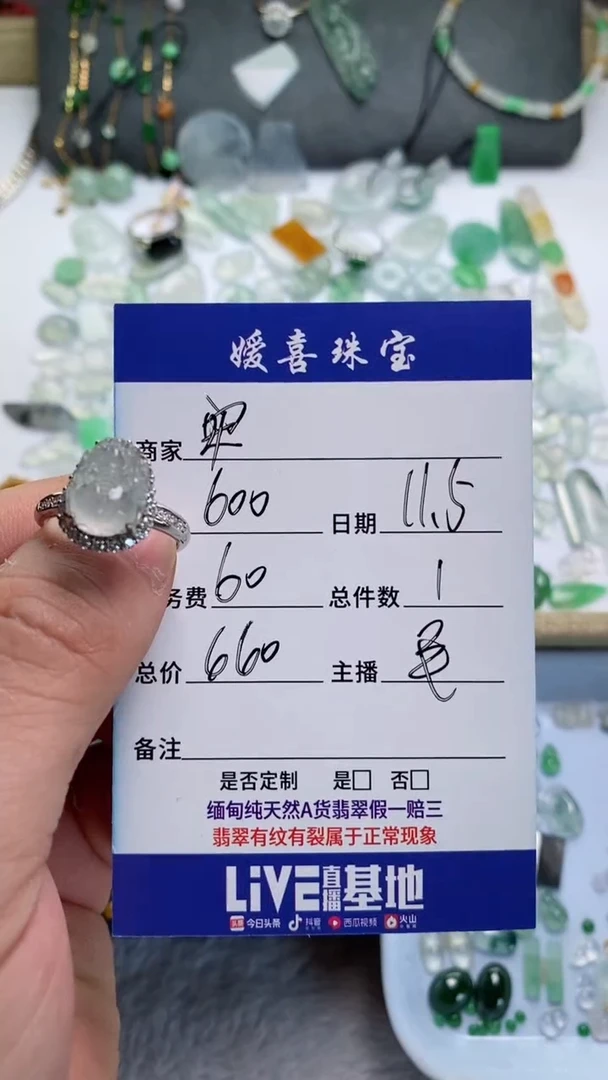 媛喜珠宝
商家
600 日期 11.5
务费 60 总件数 1
总价 660 主播 毛
备注
是否定制 是□ 否□
缅甸纯天然A货翡翠假一赔三
翡翠有纹有裂属于正常现象
LiVE直播基地
头条 今日头条 抖音 西瓜视频 火山